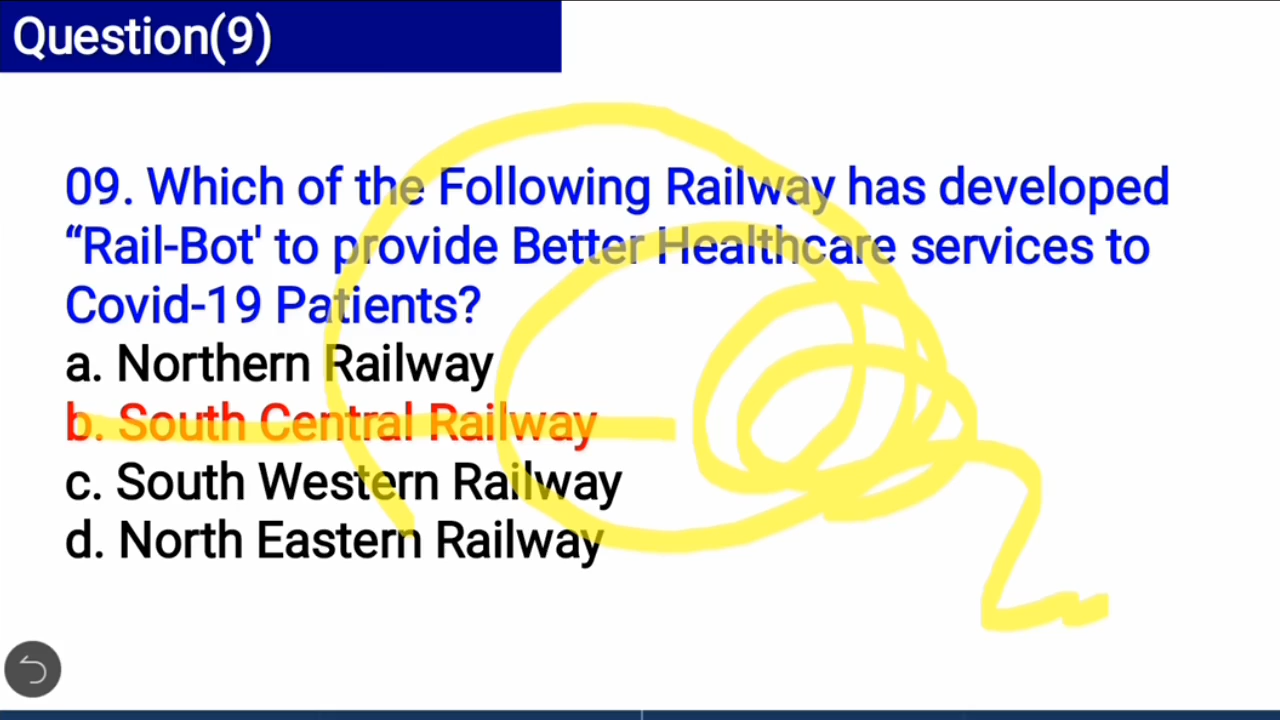 Question(9)
09. Which of the Following Railway has developed
“Rail-Bot' to provide Better Healthcare services to
Covid-19 Patients?
a. Northern Railway
b. South Central Railway
c. South Western Railway
d. North Eastern Railway